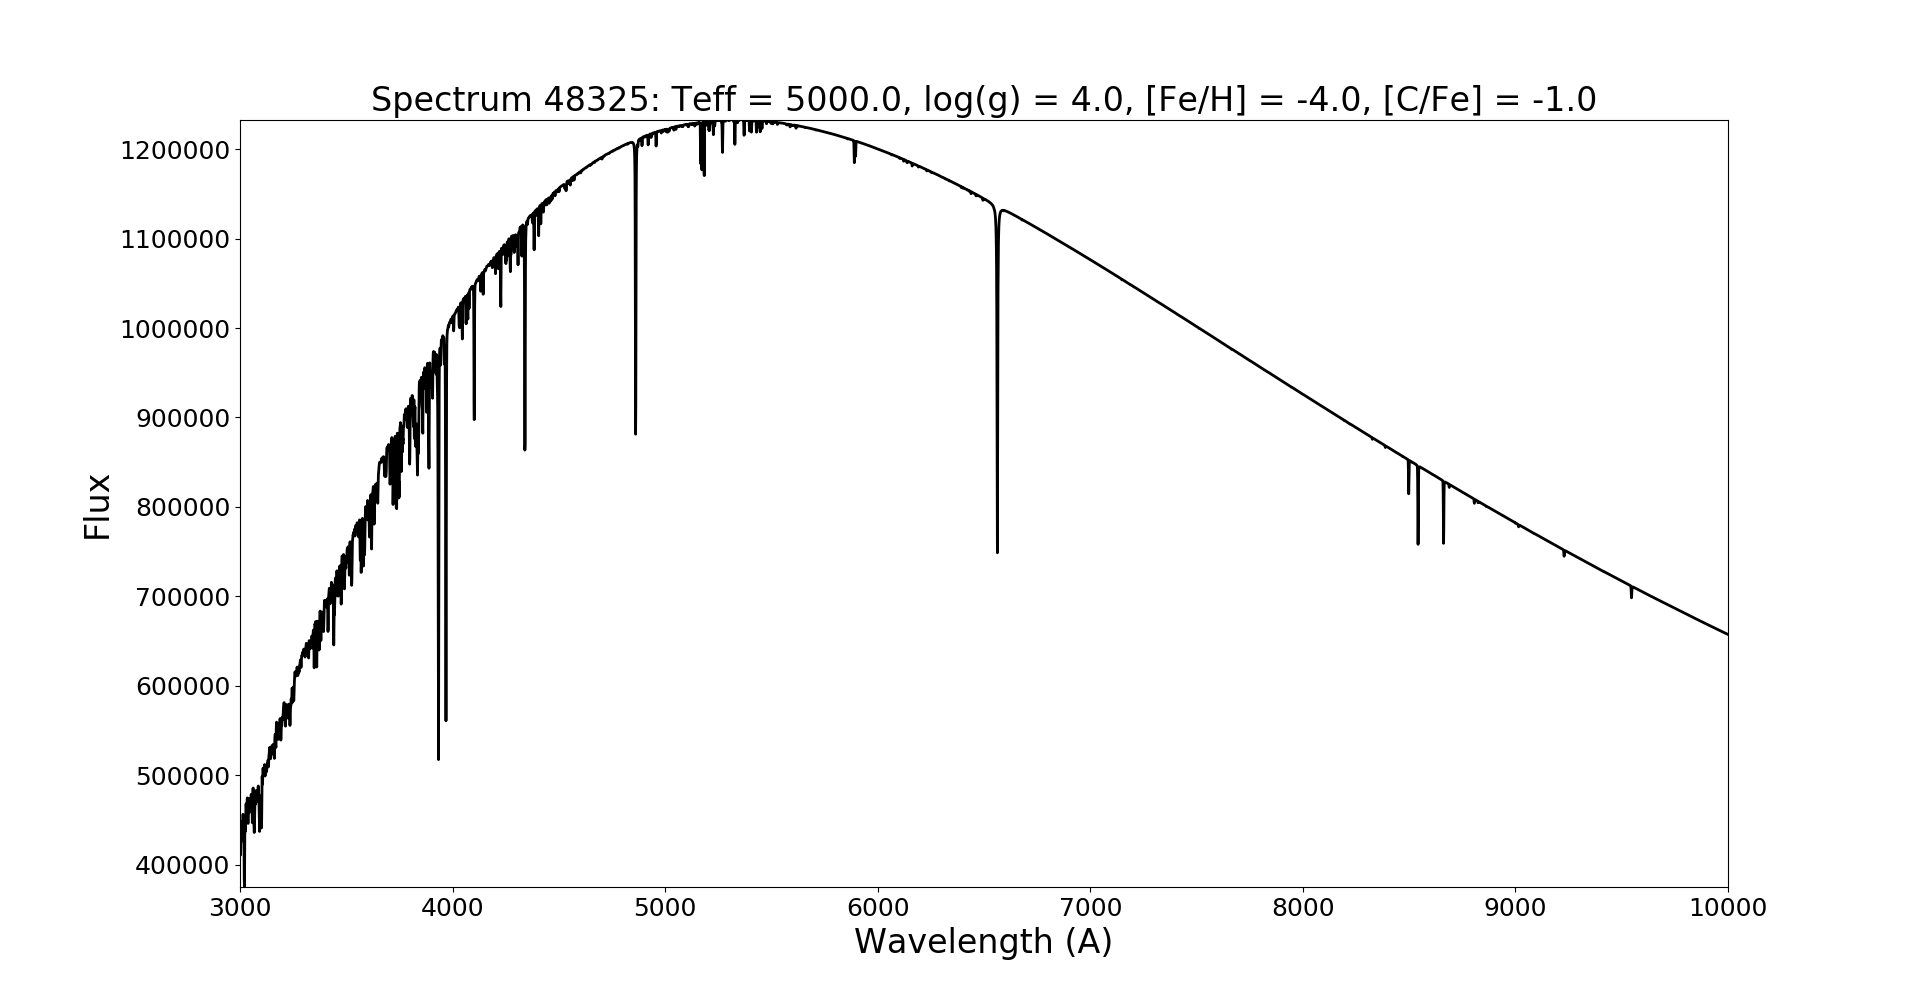 Spectrum 48325: Teff = 5000.0, log(g) = 4.0, [Fe/H] = -4.0, [C/Fe] = -1.0
1200000
1100000
1000000
900000
800000
700000
600000
500000
400000
Flux
3000 4000 5000 6000 7000 8000 9000 10000
Wavelength (A)